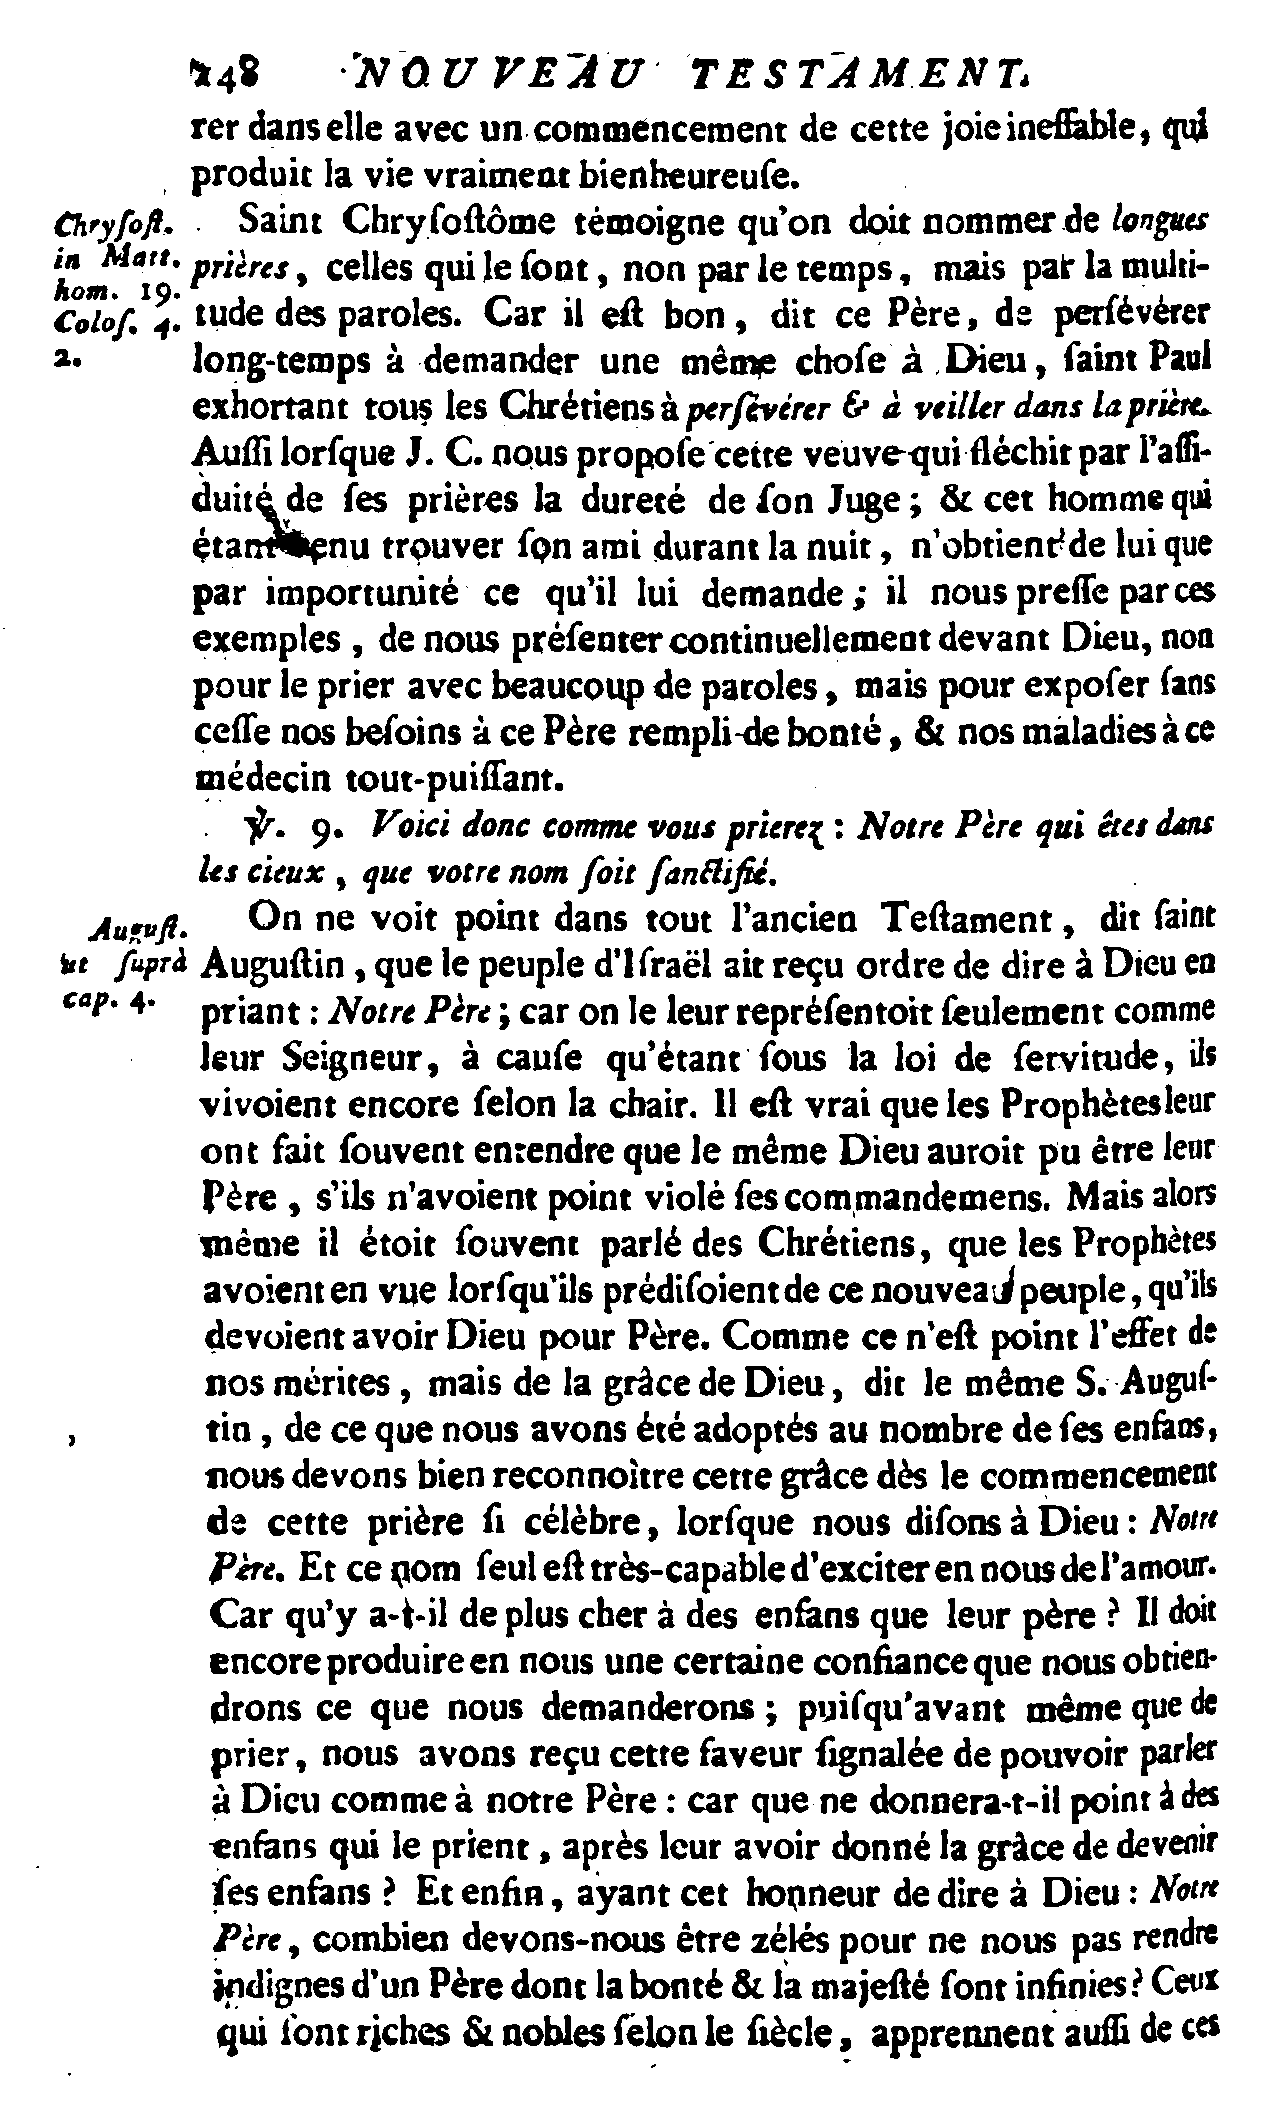 248 NOUVEAU TESTAMENT.
rer dans elle avec un commencement de cette joie ineffable, qui
produit la vie vraiment bienheureuſe.
Chryſoſt.
in Matt.
hom. 19.
Coloſ. 4.
2.
Saint Chryſoſtôme témoigne qu'on doit nommer de longues
prières, celles qui le ſont, non par le temps, mais par la multi-
tude des paroles. Car il eſt bon, dit ce Père, de perſévérer
long-temps à demander une même choſe à Dieu, ſaint Paul
exhortant tous les Chrétiens à perſévérer & à veiller dans la prière.
Auſſi lorſque J. C. nous propoſe cette veuve qui fléchit par l'aſſi-
duité de ſes prières la dureté de ſon Juge; & cet homme qui
étant venu trouver ſon ami durant la nuit, n'obtient de lui que
par importunité ce qu'il lui demande; il nous preſſe par ces
exemples, de nous préſenter continuellement devant Dieu, non
pour le prier avec beaucoup de paroles, mais pour expoſer ſans
ceſſe nos beſoins à ce Père rempli de bonté, & nos maladies à ce
médecin tout-puiſſant.
℣. 9. Voici donc comme vous prierez : Notre Père qui êtes dans
les cieux, que votre nom ſoit ſanctifié.
Auguſt.
ut ſuprà
cap. 4.
On ne voit point dans tout l'ancien Teſtament, dit ſaint
Auguſtin, que le peuple d'Iſraël ait reçu ordre de dire à Dieu en
priant : Notre Père; car on le leur repréſentoit ſeulement comme
leur Seigneur, à cauſe qu'étant ſous la loi de ſervitude, ils
vivoient encore ſelon la chair. Il eſt vrai que les Prophètes leur
ont fait ſouvent entendre que le même Dieu auroit pu être leur
Père, s'ils n'avoient point violé ſes commandemens. Mais alors
même il étoit ſouvent parlé des Chrétiens, que les Prophètes
avoient en vue lorſqu'ils prédiſoient de ce nouveau peuple, qu'ils
devoient avoir Dieu pour Père. Comme ce n'eſt point l'effet de
nos mérites, mais de la grâce de Dieu, dit le même S. Auguſ-
tin, de ce que nous avons été adoptés au nombre de ſes enfans,
nous devons bien reconnoître cette grâce dès le commencement
de cette prière ſi célèbre, lorſque nous diſons à Dieu : Notre
Père. Et ce nom ſeul eſt très-capable d'exciter en nous de l'amour.
Car qu'y a-t-il de plus cher à des enfans que leur père ? Il doit
encore produire en nous une certaine confiance que nous obtien-
drons ce que nous demanderons; puiſqu'avant même que de
prier, nous avons reçu cette faveur ſignalée de pouvoir parler
à Dieu comme à notre Père : car que ne donnera-t-il point à des
enfans qui le prient, après leur avoir donné la grâce de devenir
ſes enfans ? Et enfin, ayant cet honneur de dire à Dieu : Notre
Père, combien devons-nous être zélés pour ne nous pas rendre
indignes d'un Père dont la bonté & la majeſté ſont infinies? Ceux
qui ſont riches & nobles ſelon le ſiècle, apprennent auſſi de ces